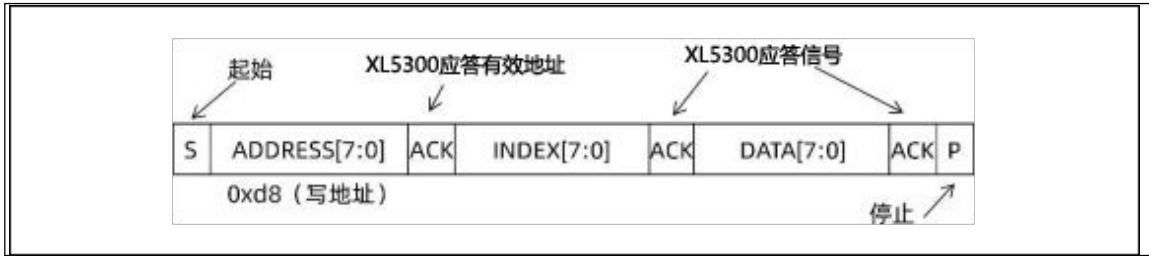 起始
XL5300应答有效地址
XL5300应答信号
S ADDRESS[7:0] ACK INDEX[7:0] ACK DATA[7:0] ACK P
0xd8（写地址）
停止